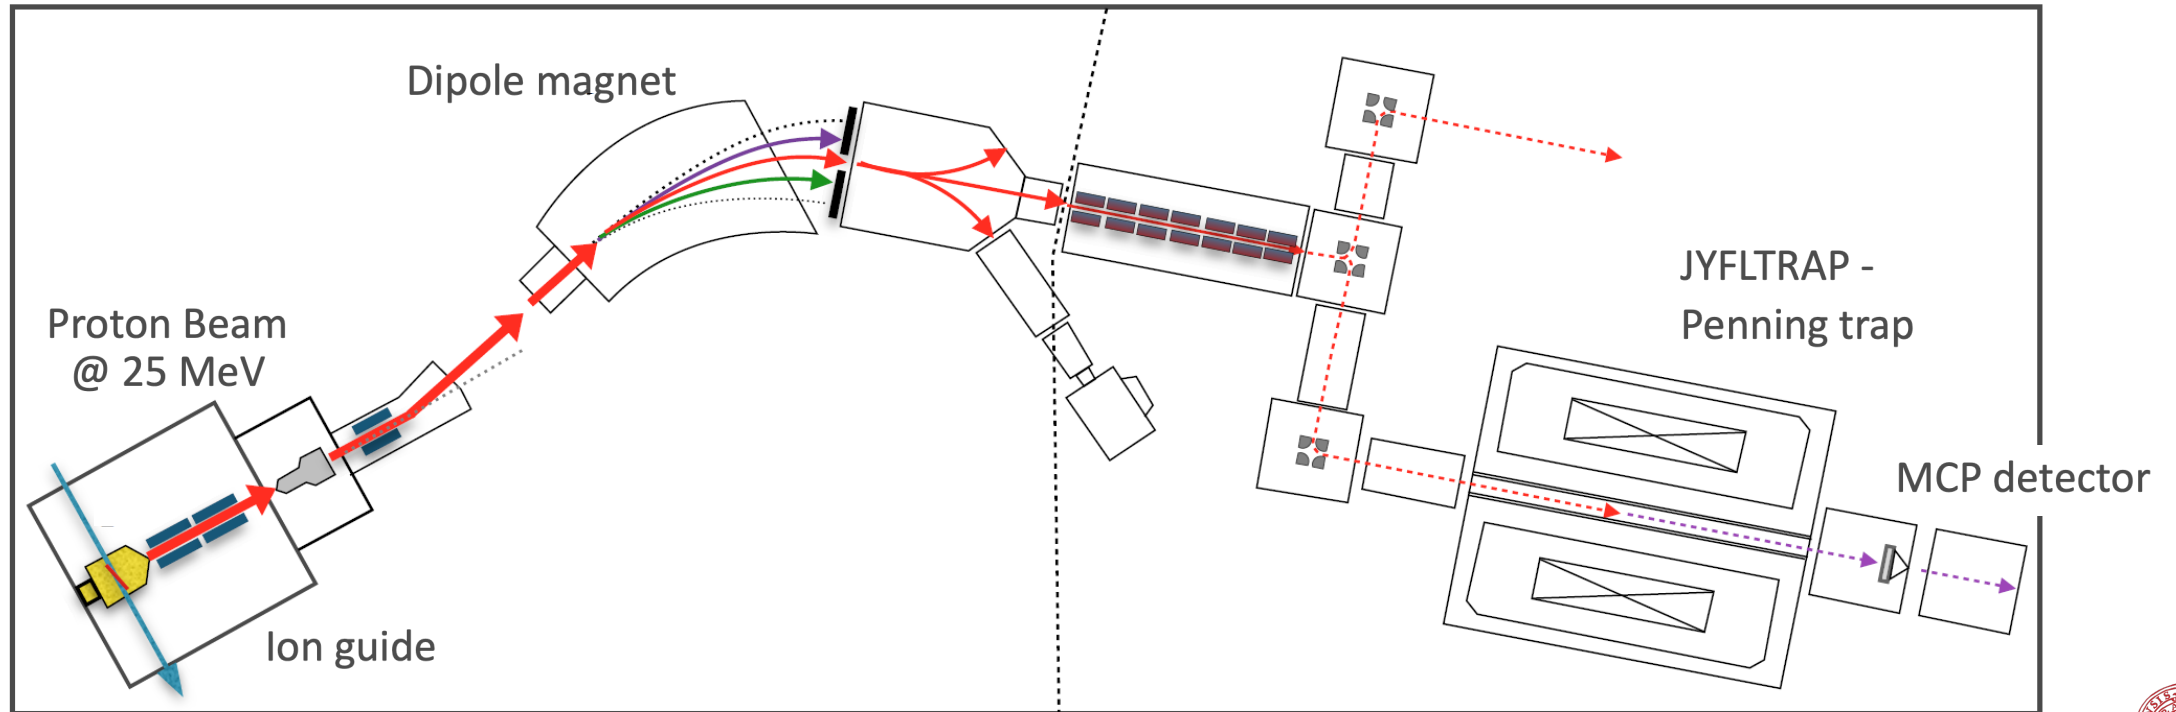 Dipole magnet
Proton Beam
@ 25 MeV
Ion guide
JYFLTRAP -
Penning trap
MCP detector